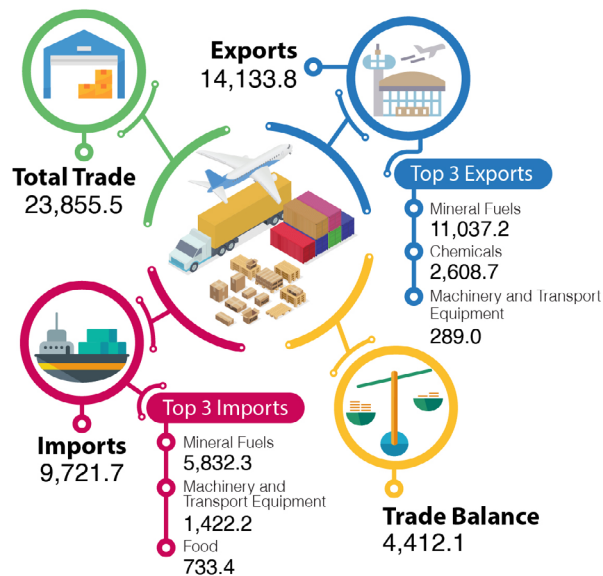 Total Trade
23,855.5
Exports
14,133.8
Top 3 Exports
Mineral Fuels
11,037.2
Chemicals
2,608.7
Machinery and Transport
Equipment
289.0
Imports
9,721.7
Top 3 Imports
Mineral Fuels
5,832.3
Machinery and
Transport Equipment
1,422.2
Food
733.4
Trade Balance
4,412.1